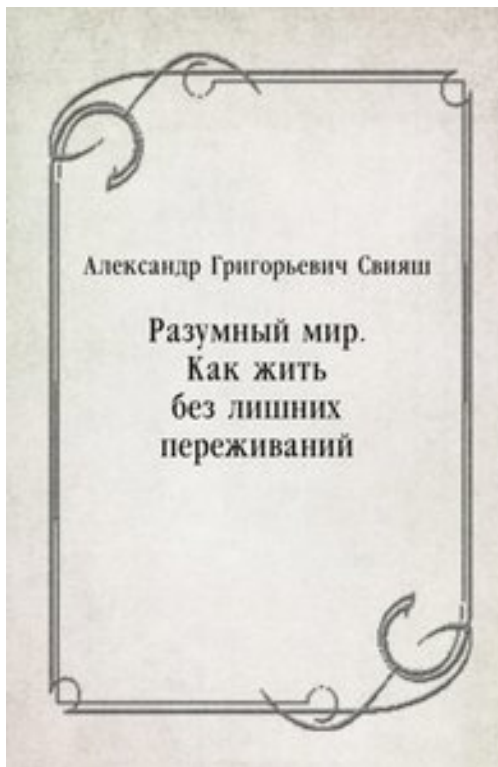 Александр Григорьевич Свияш
Разумный мир.
Как жить
без лишних
переживаний